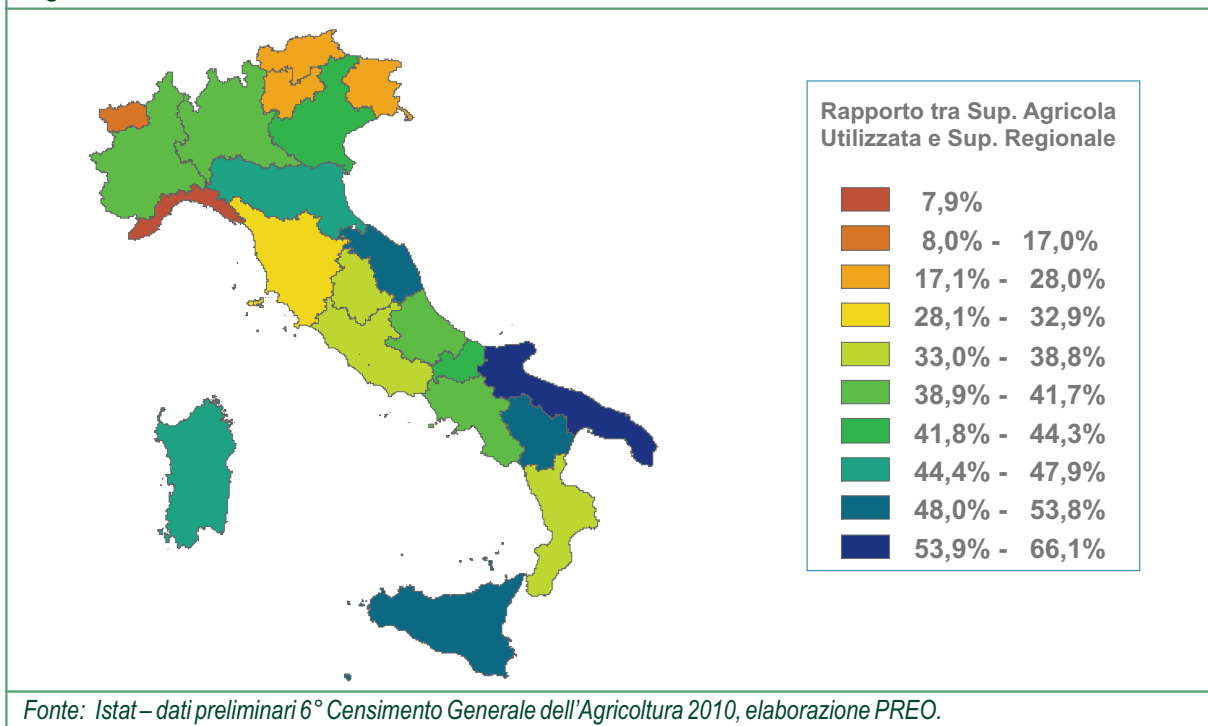 Rapporto tra Sup. Agricola
Utilizzata e Sup. Regionale
7,9%
8,0% - 17,0%
17,1% - 28,0%
28,1% - 32,9%
33,0% - 38,8%
38,9% - 41,7%
41,8% - 44,3%
44,4% - 47,9%
48,0% - 53,8%
53,9% - 66,1%
Fonte: Istat – dati preliminari 6° Censimento Generale dell'Agricoltura 2010, elaborazione PREO.